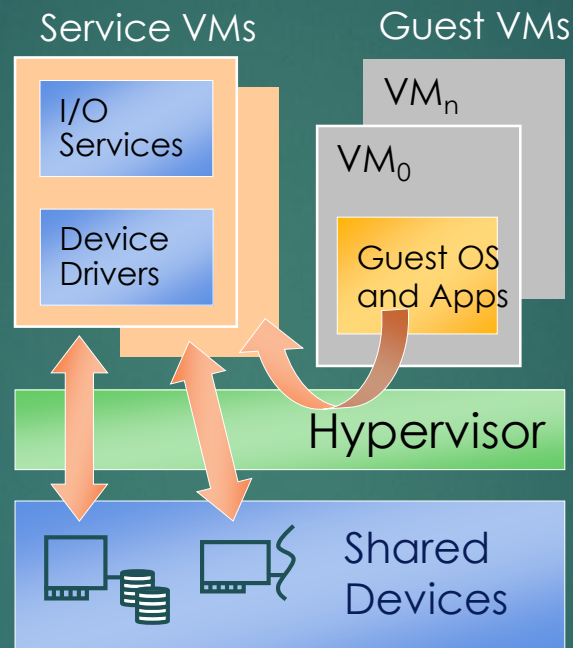 Service VMs
Guest VMs
I/O
Services
Device
Drivers
VMn
VM0
Guest OS
and Apps
Hypervisor
Shared
Devices